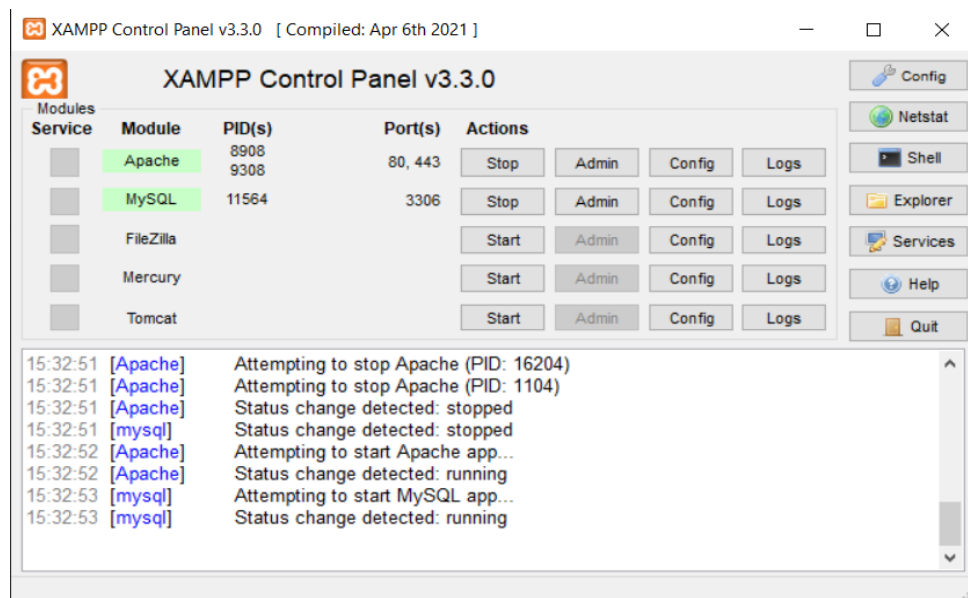 XAMPP Control Panel v3.3.0 [ Compiled: Apr 6th 2021 ]
XAMPP Control Panel v3.3.0
Config
Modules
Service Module PID(s) Port(s) Actions
Netstat
Apache 8908 9308 80, 443 Stop Admin Config Logs
Shell
MySQL 11564 3306 Stop Admin Config Logs
Explorer
FileZilla Start Admin Config Logs
Services
Mercury Start Admin Config Logs
Help
Tomcat Start Admin Config Logs
Quit
15:32:51 [Apache] Attempting to stop Apache (PID: 16204)
15:32:51 [Apache] Attempting to stop Apache (PID: 1104)
15:32:51 [Apache] Status change detected: stopped
15:32:51 [mysql] Status change detected: stopped
15:32:52 [Apache] Attempting to start Apache app...
15:32:52 [Apache] Status change detected: running
15:32:53 [mysql] Attempting to start MySQL app...
15:32:53 [mysql] Status change detected: running